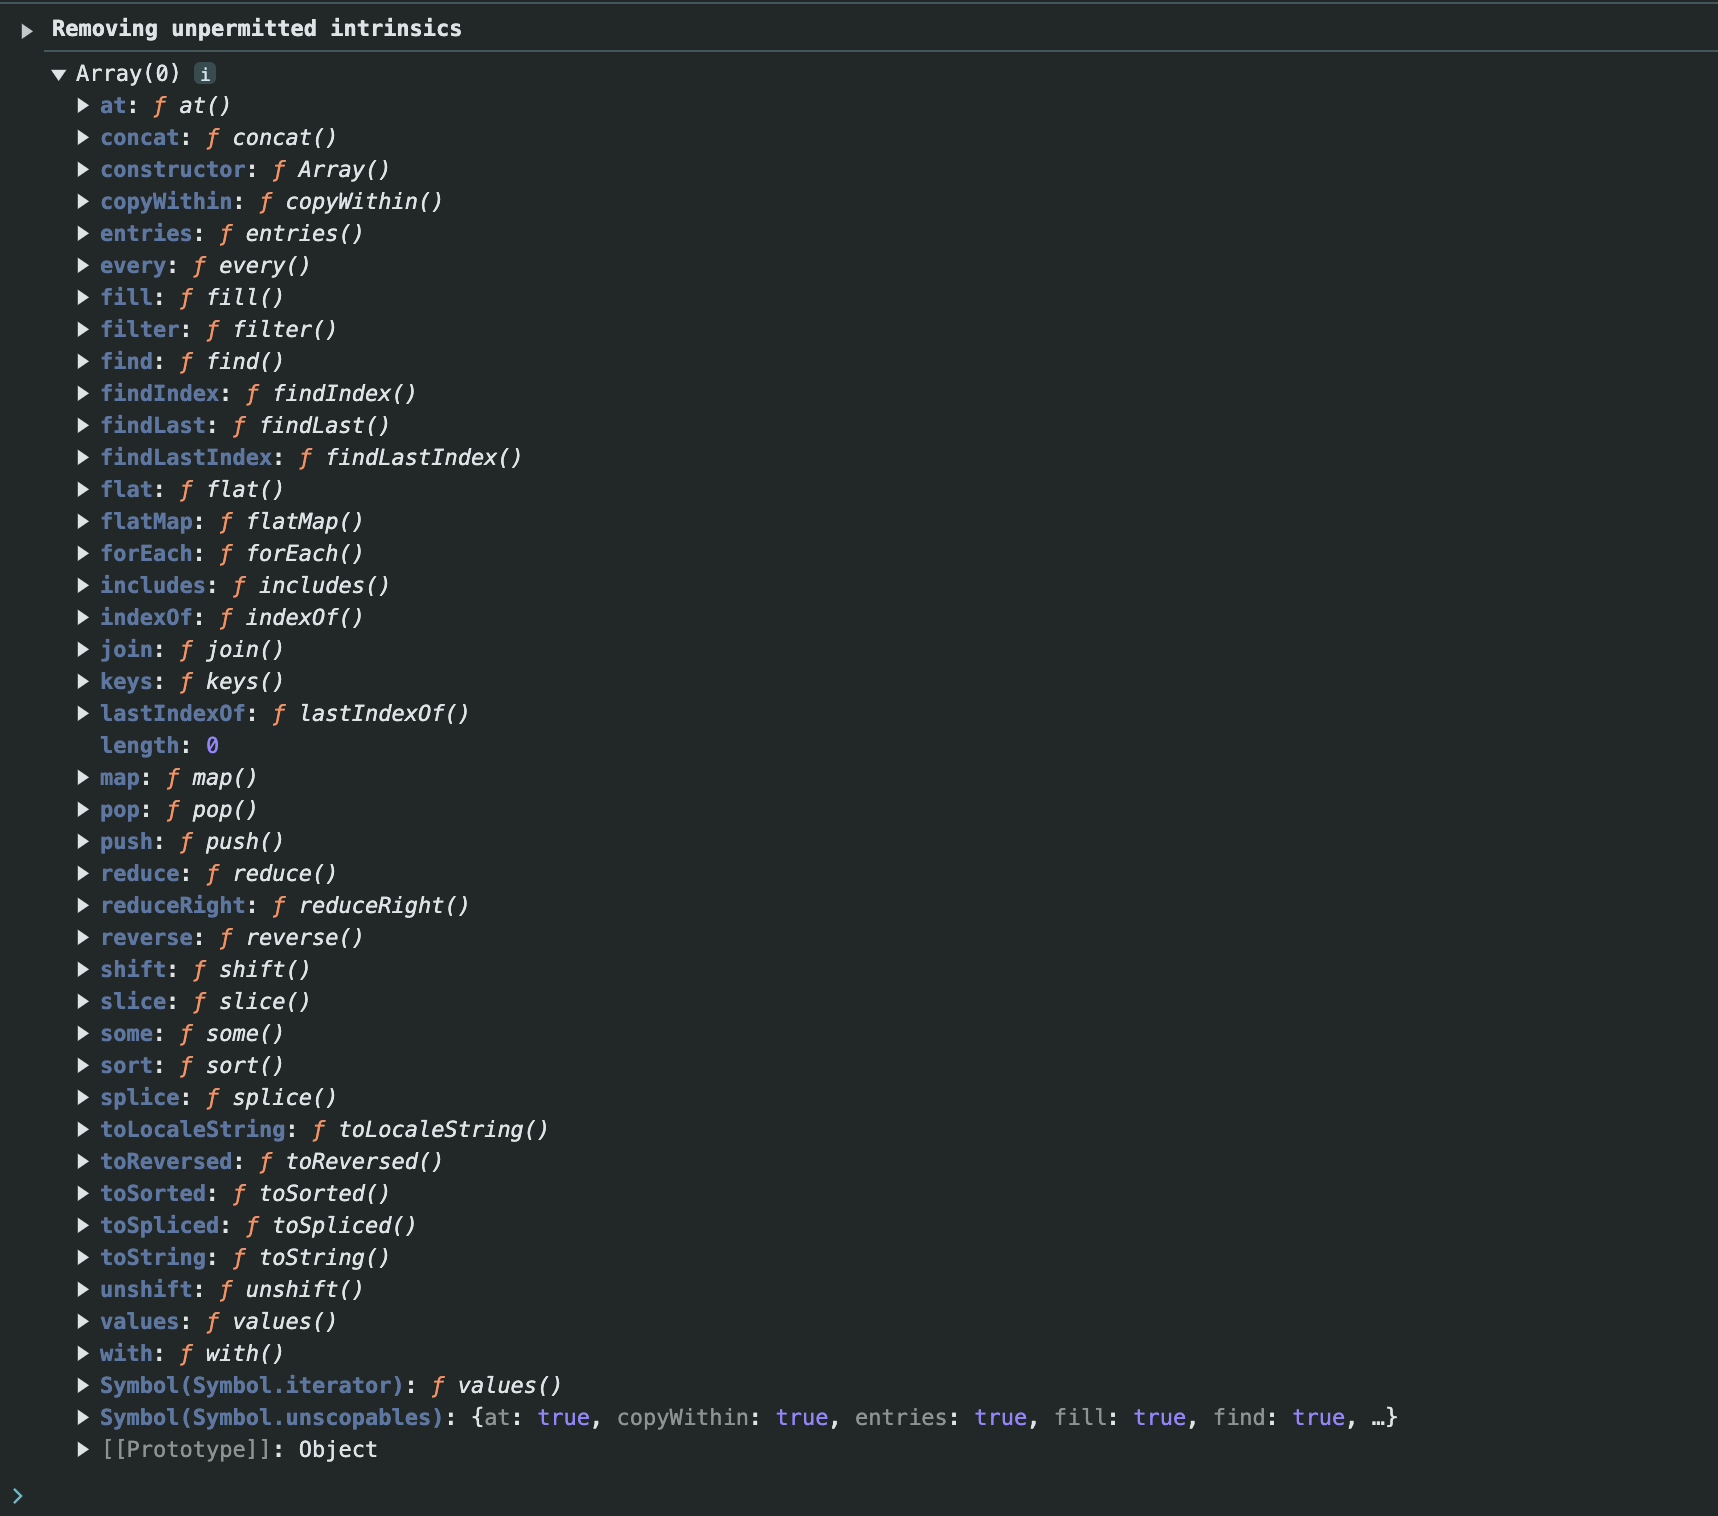 Removing unpermitted intrinsics
Array(0) i
at: ƒ at()
concat: ƒ concat()
constructor: ƒ Array()
copyWithin: ƒ copyWithin()
entries: ƒ entries()
every: ƒ every()
fill: ƒ fill()
filter: ƒ filter()
find: ƒ find()
findIndex: ƒ findIndex()
findLast: ƒ findLast()
findLastIndex: ƒ findLastIndex()
flat: ƒ flat()
flatMap: ƒ flatMap()
forEach: ƒ forEach()
includes: ƒ includes()
indexOf: ƒ indexOf()
join: ƒ join()
keys: ƒ keys()
lastIndexOf: ƒ lastIndexOf()
length: 0
map: ƒ map()
pop: ƒ pop()
push: ƒ push()
reduce: ƒ reduce()
reduceRight: ƒ reduceRight()
reverse: ƒ reverse()
shift: ƒ shift()
slice: ƒ slice()
some: ƒ some()
sort: ƒ sort()
splice: ƒ splice()
toLocaleString: ƒ toLocaleString()
toReversed: ƒ toReversed()
toSorted: ƒ toSorted()
toSpliced: ƒ toSpliced()
toString: ƒ toString()
unshift: ƒ unshift()
values: ƒ values()
with: ƒ with()
Symbol(Symbol.iterator): ƒ values()
Symbol(Symbol.unscopables): {at: true, copyWithin: true, entries: true, fill: true, find: true, …}
[[Prototype]]: Object